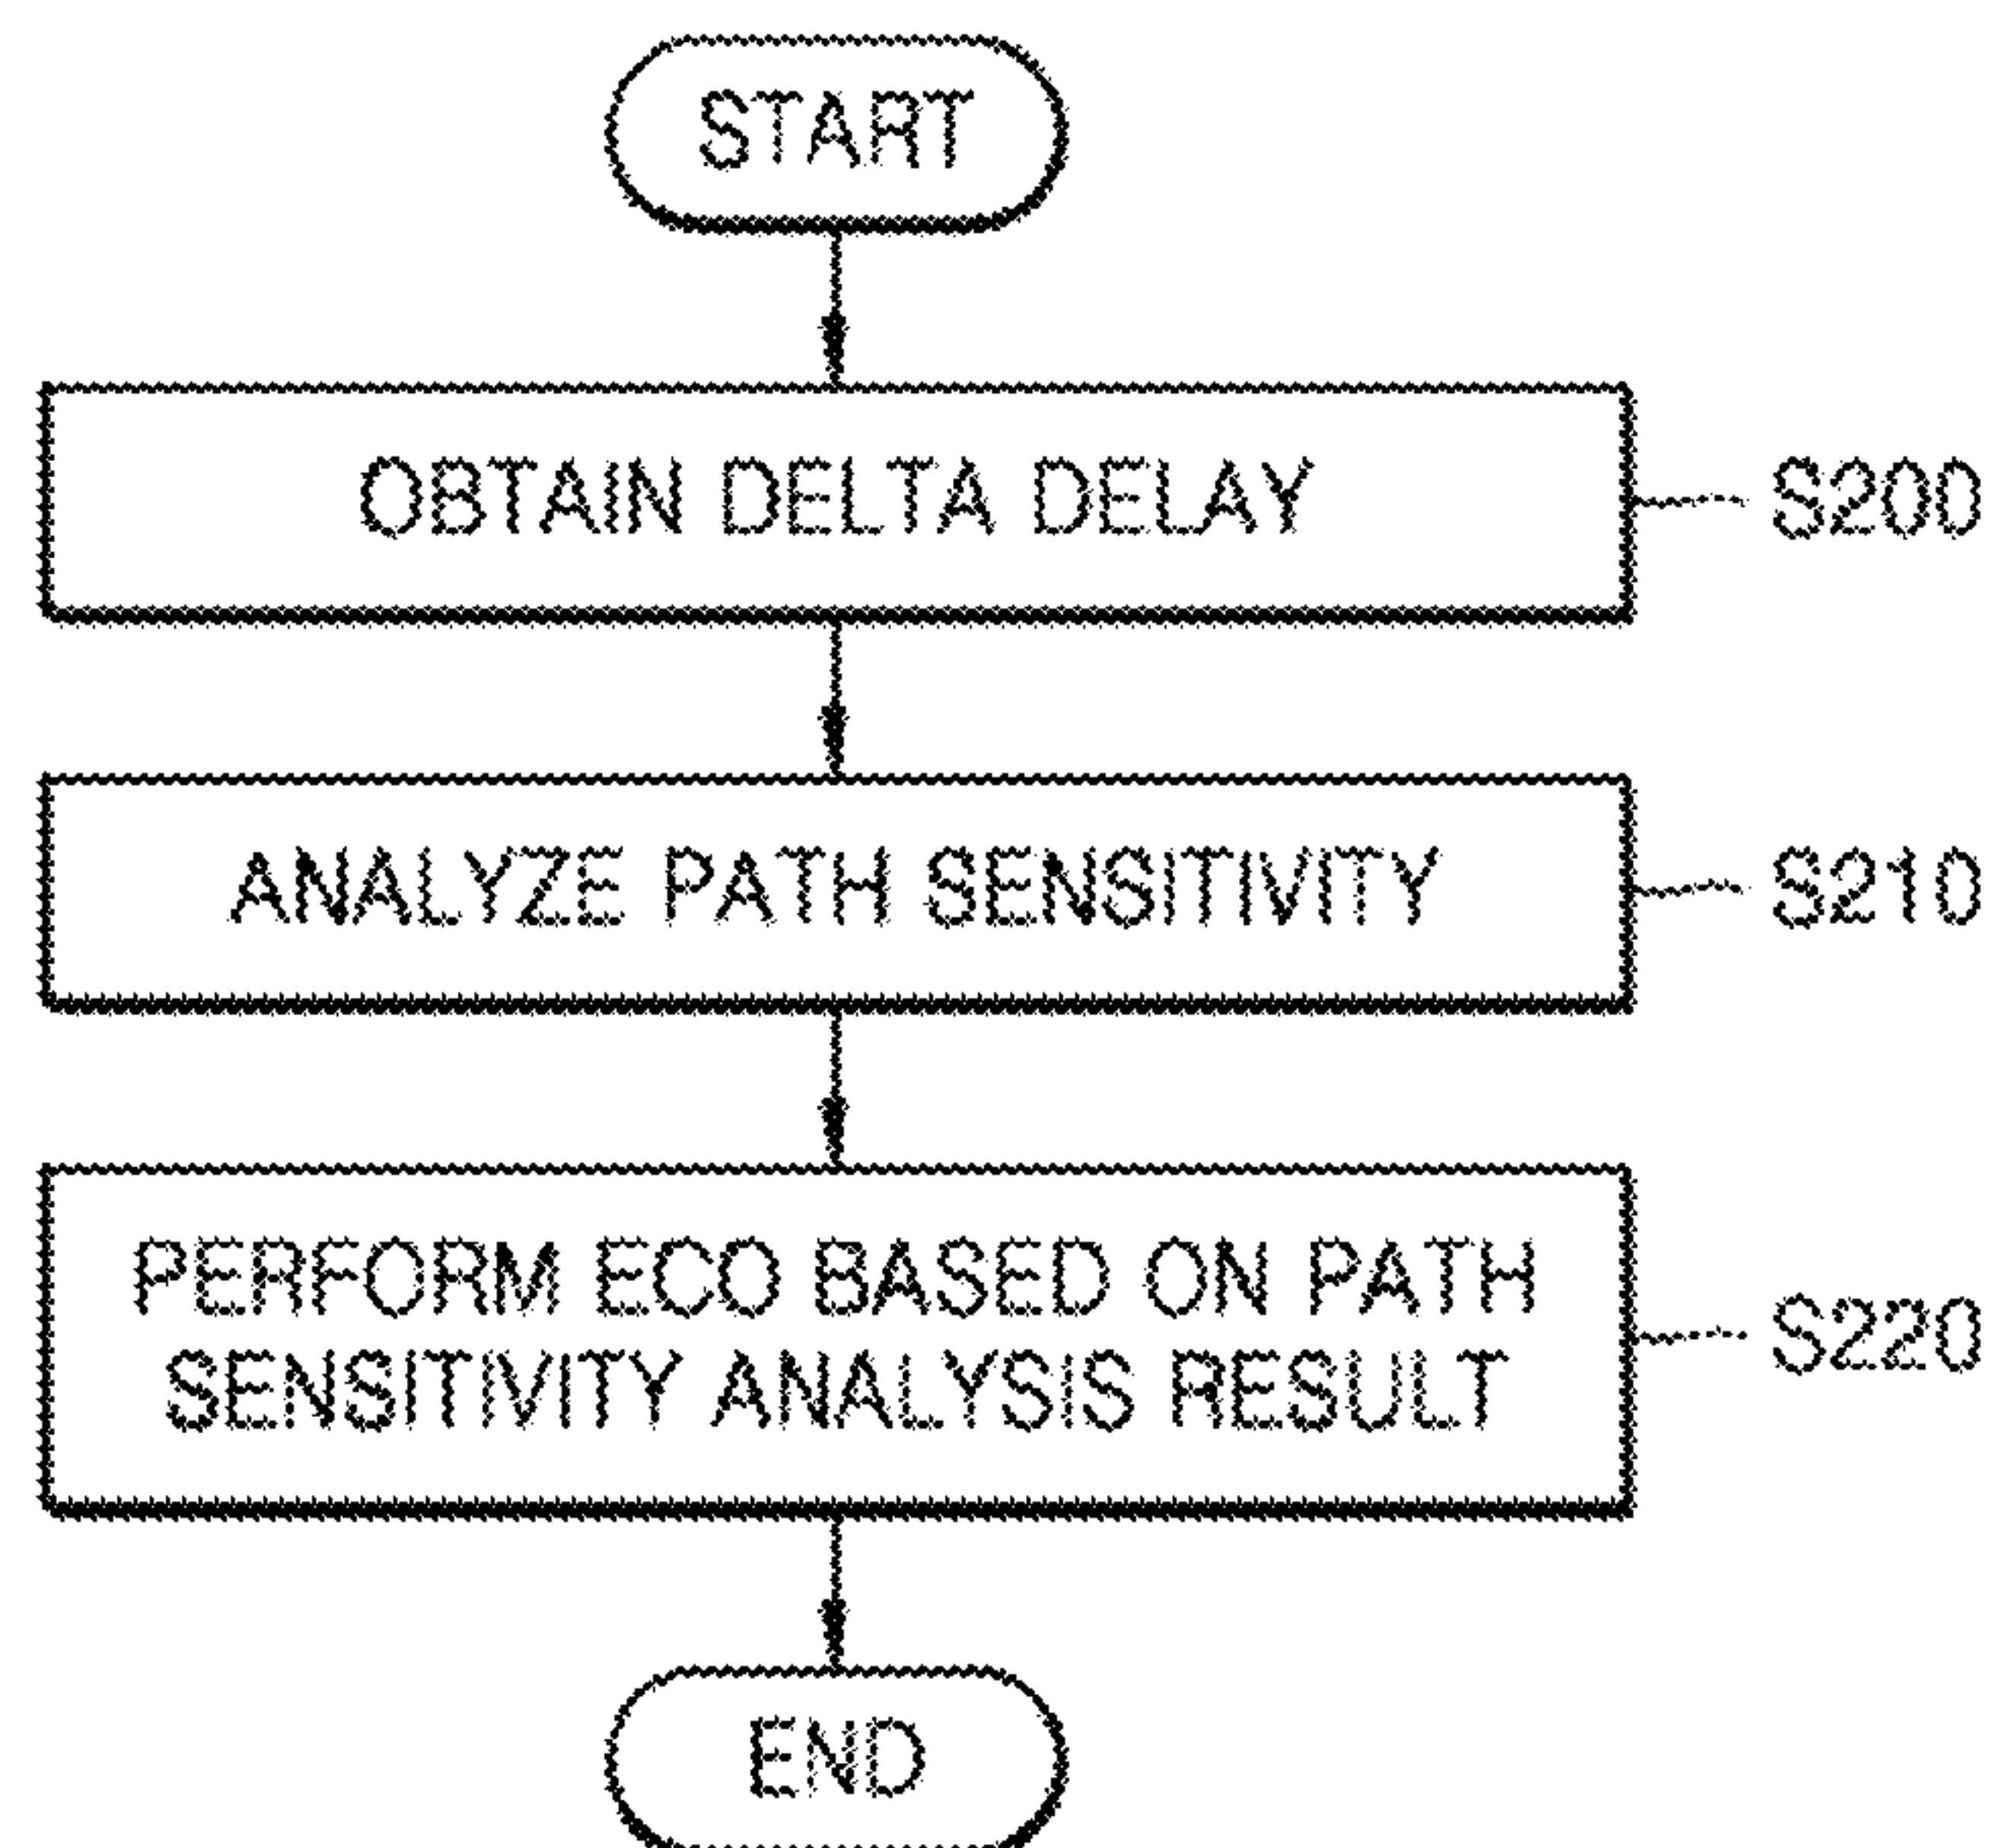 START
OBTAIN DELTA DELAY
S200
ANALYZE PATH SENSITIVITY
S210
PERFORM ECO BASED ON PATH
SENSITIVITY ANALYSIS RESULT
S220
END